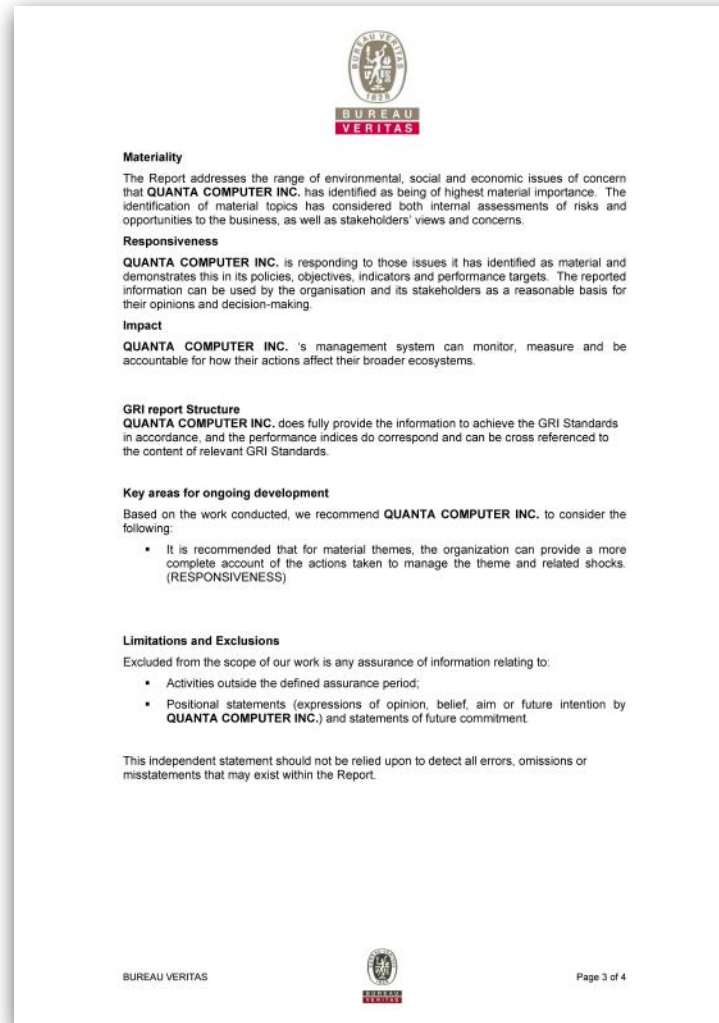 BUREAU VERITAS
1828
BUREAU
VERITAS
Materiality
The Report addresses the range of environmental, social and economic issues of concern
that QUANTA COMPUTER INC. has identified as being of highest material importance. The
identification of material topics has considered both internal assessments of risks and
opportunities to the business, as well as stakeholders' views and concerns.
Responsiveness
QUANTA COMPUTER INC. is responding to those issues it has identified as material and
demonstrates this in its policies, objectives, indicators and performance targets. The reported
information can be used by the organisation and its stakeholders as a reasonable basis for
their opinions and decision-making.
Impact
QUANTA COMPUTER INC. 's management system can monitor, measure and be
accountable for how their actions affect their broader ecosystems.
GRI report Structure
QUANTA COMPUTER INC. does fully provide the information to achieve the GRI Standards
in accordance, and the performance indices do correspond and can be cross referenced to
the content of relevant GRI Standards.
Key areas for ongoing development
Based on the work conducted, we recommend QUANTA COMPUTER INC. to consider the
following:
▪ It is recommended that for material themes, the organization can provide a more
complete account of the actions taken to manage the theme and related shocks.
(RESPONSIVENESS)
Limitations and Exclusions
Excluded from the scope of our work is any assurance of information relating to:
▪ Activities outside the defined assurance period;
▪ Positional statements (expressions of opinion, belief, aim or future intention by
QUANTA COMPUTER INC.) and statements of future commitment.
This independent statement should not be relied upon to detect all errors, omissions or
misstatements that may exist within the Report.
BUREAU VERITAS
BUREAU
VERITAS
Page 3 of 4